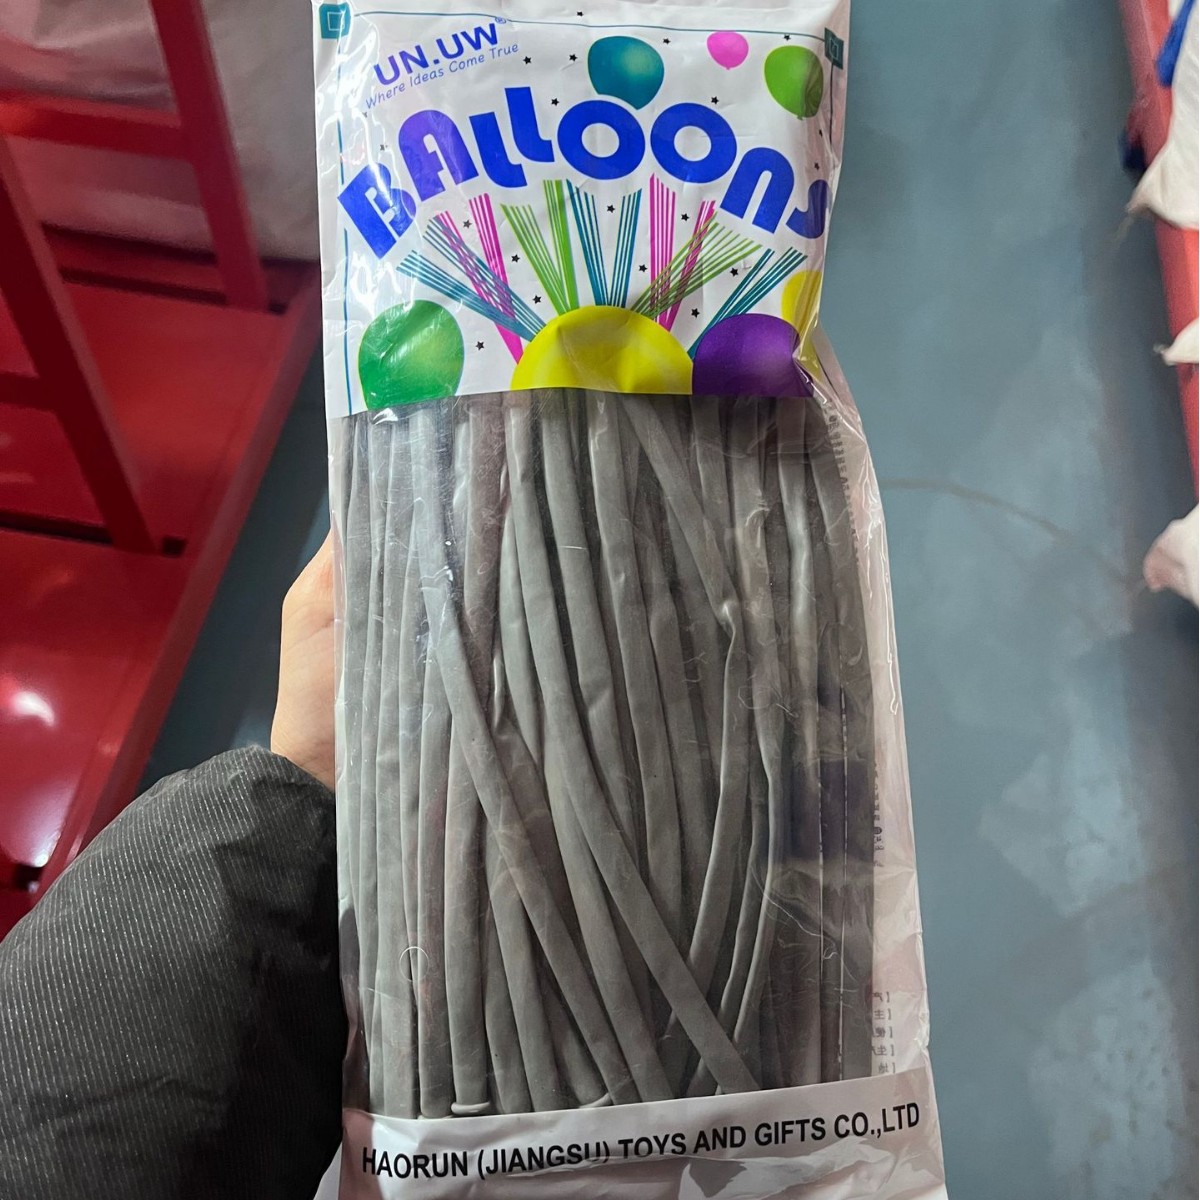 UN.UW®
Where Ideas Come True
BALLOONS
HAORUN (JIANGSU) TOYS AND GIFTS CO.,LTD